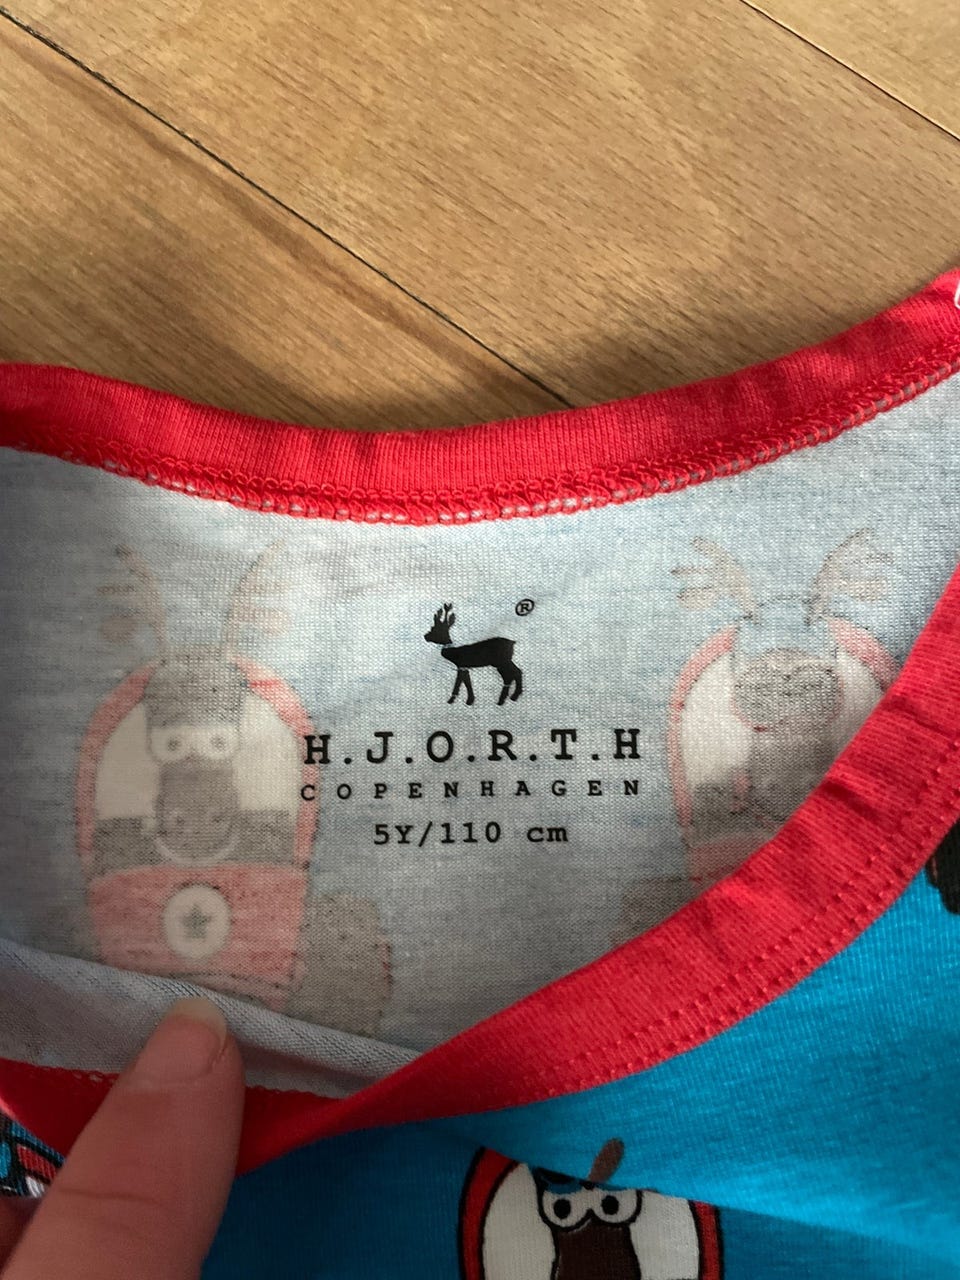 ®
H.J.O.R.T.H
COPENHAGEN
5Y/110 cm